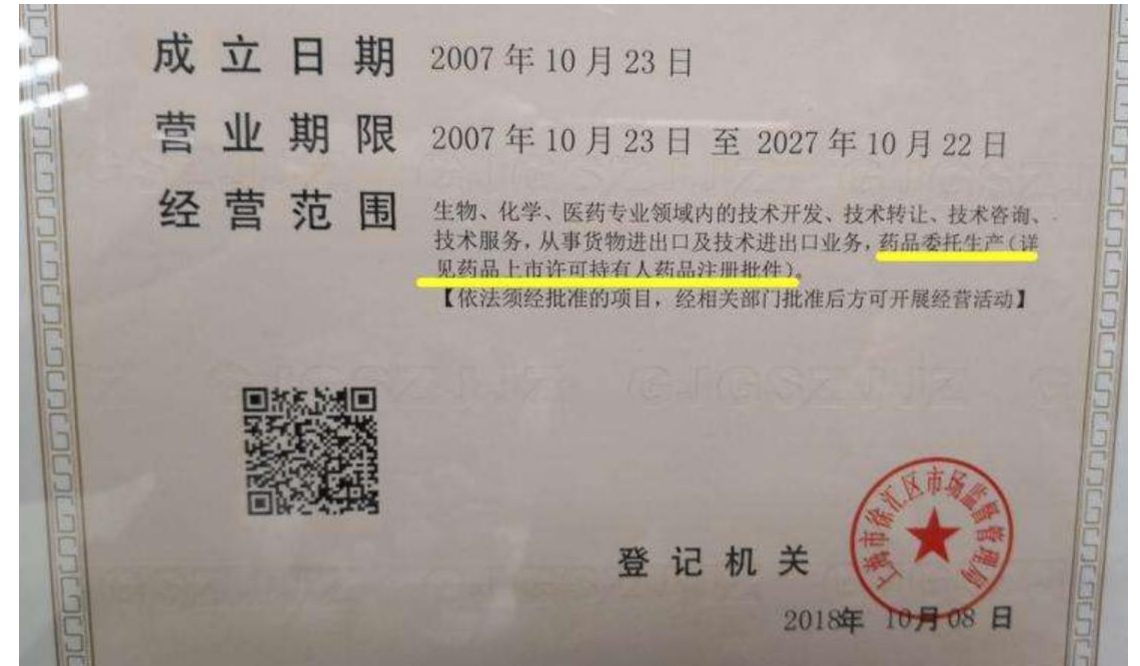 成立日期 2007年10月23日
营业期限 2007年10月23日 至 2027年10月22日
经营范围 生物、化学、医药专业领域内的技术开发、技术转让、技术咨询、
技术服务，从事货物进出口及技术进出口业务，药品委托生产（详
见药品上市许可持有人药品注册批件）。
【依法须经批准的项目，经相关部门批准后方可开展经营活动】
GJGSZJJZ
登记机关
上海市徐汇区市场监督管理局
2018年 10月08日